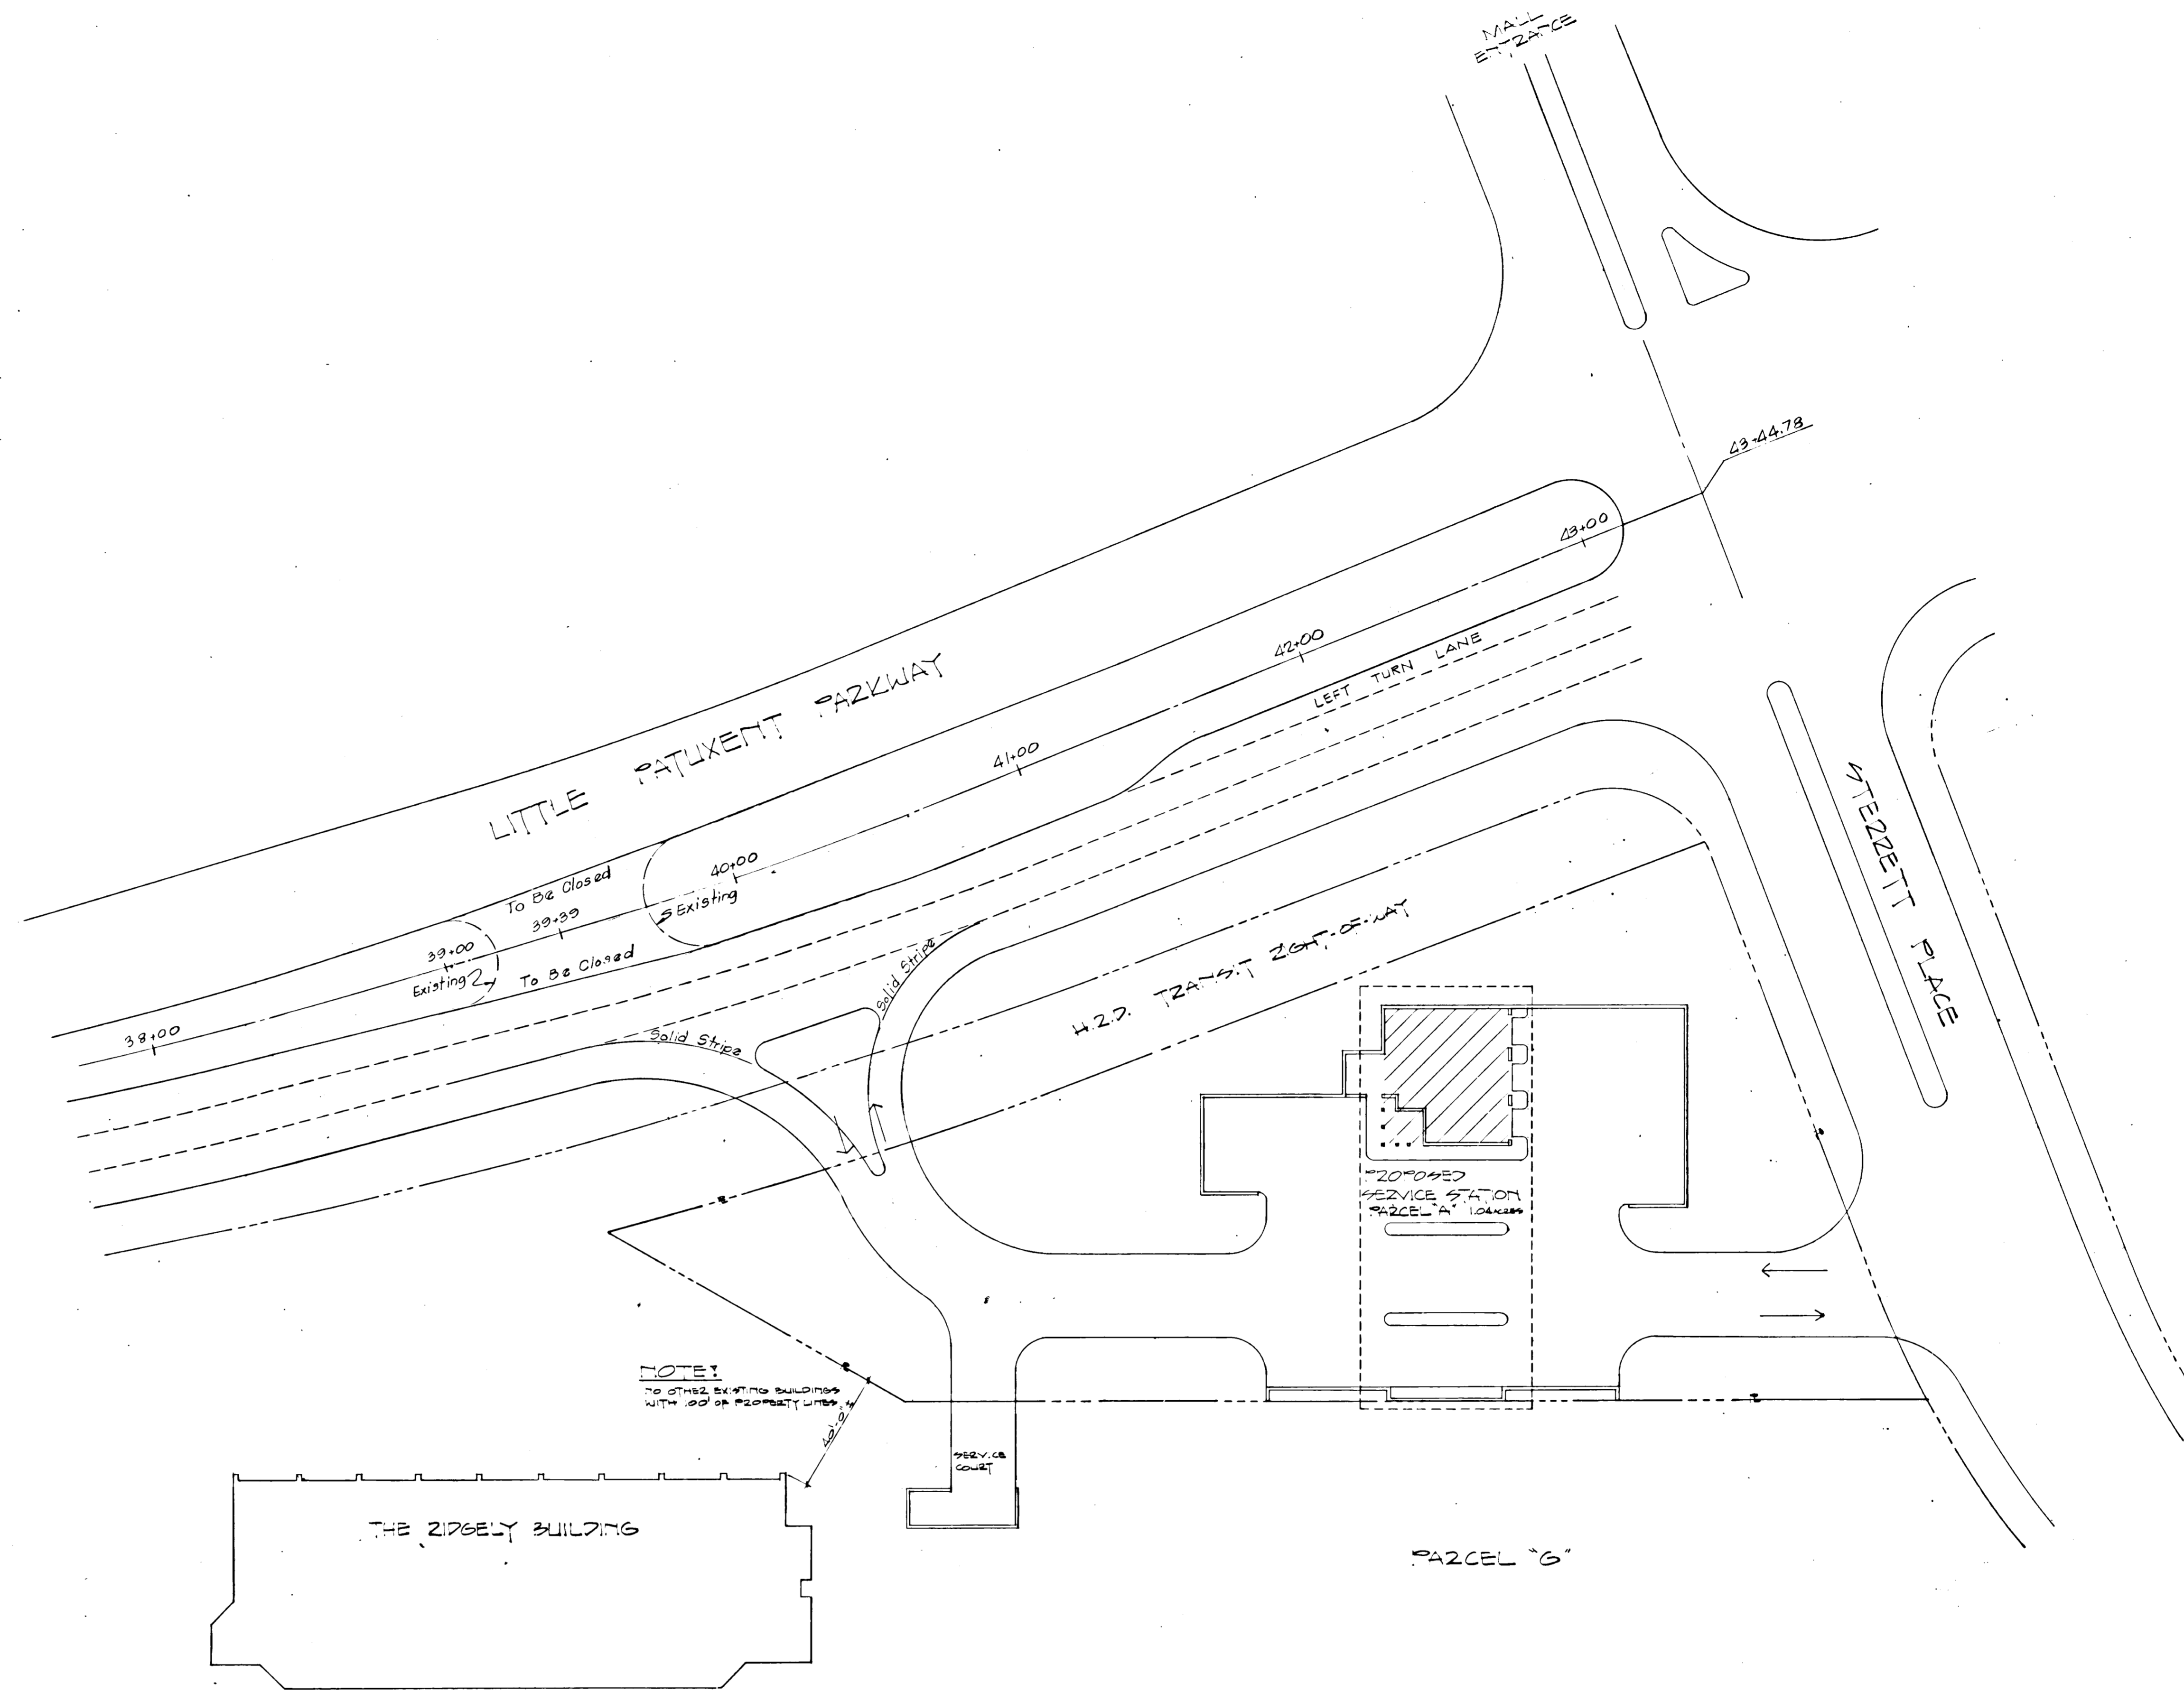 MALL
ENTRANCE
43+44.78
43+00
42+00
LEFT TURN LANE
41+00
LITTLE PATUXENT PARKWAY
STERRETT PLACE
40+00
To Be Closed
Existing
39+39
39+00
Existing
To Be Closed
38+00
Solid Stripe
Solid Stripe
H.R.D. TRANSIT RIGHT-OF-WAY
PROPOSED
SERVICE STATION
PARCEL "A" 1.04 ACRES
NOTE:
NO OTHER EXISTING BUILDINGS
WITH 100' OF PROPERTY LINES
40'-0"
SERVICE
COURT
THE RIDGELY BUILDING
PARCEL "G"